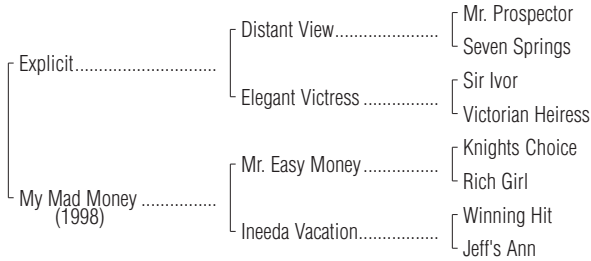 Mr. Prospector
Distant View
Seven Springs
Explicit
Sir Ivor
Elegant Victress
Victorian Heiress
Knights Choice
Mr. Easy Money
Rich Girl
My Mad Money
(1998)
Winning Hit
Ineeda Vacation
Jeff's Ann